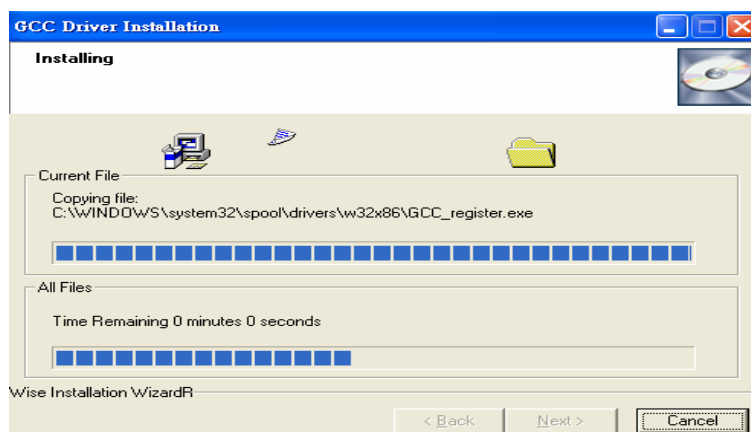 GCC Driver Installation
Installing
Current File
Copying file:
C:\WINDOWS\system32\spool\drivers\w32x86\GCC_register.exe
All Files
Time Remaining 0 minutes 0 seconds
Wise Installation WizardR
< Back
Next >
Cancel